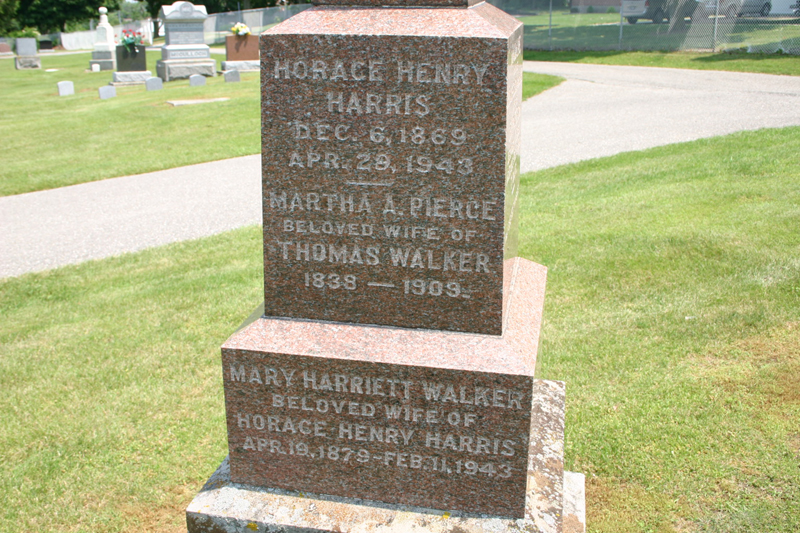 HORACE HENRY
HARRIS
DEC. 6, 1869
APR. 29, 1943
MARTHA A. PIERCE
BELOVED WIFE OF
THOMAS WALKER
1838 — 1909
MARY HARRIETT WALKER
BELOVED WIFE OF
HORACE HENRY HARRIS
APR. 19, 1879 – FEB. 11, 1943